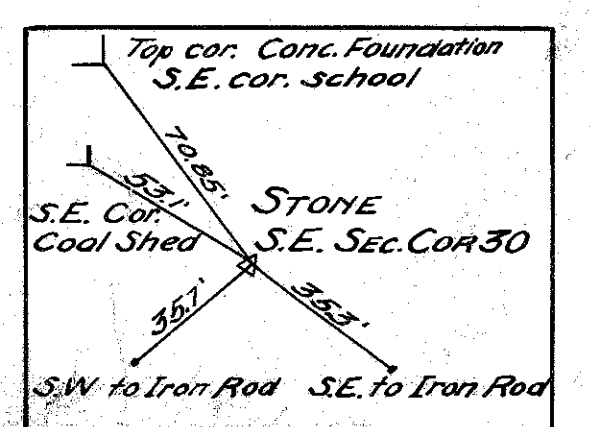 Top cor. Conc. Foundation
S.E. cor. school
70.85'
53.1'
S.E. Cor.
Coal Shed
STONE
S.E. SEC. COR 30
35.7'
35.3'
S.W to Iron Rod
S.E. to Iron Rod